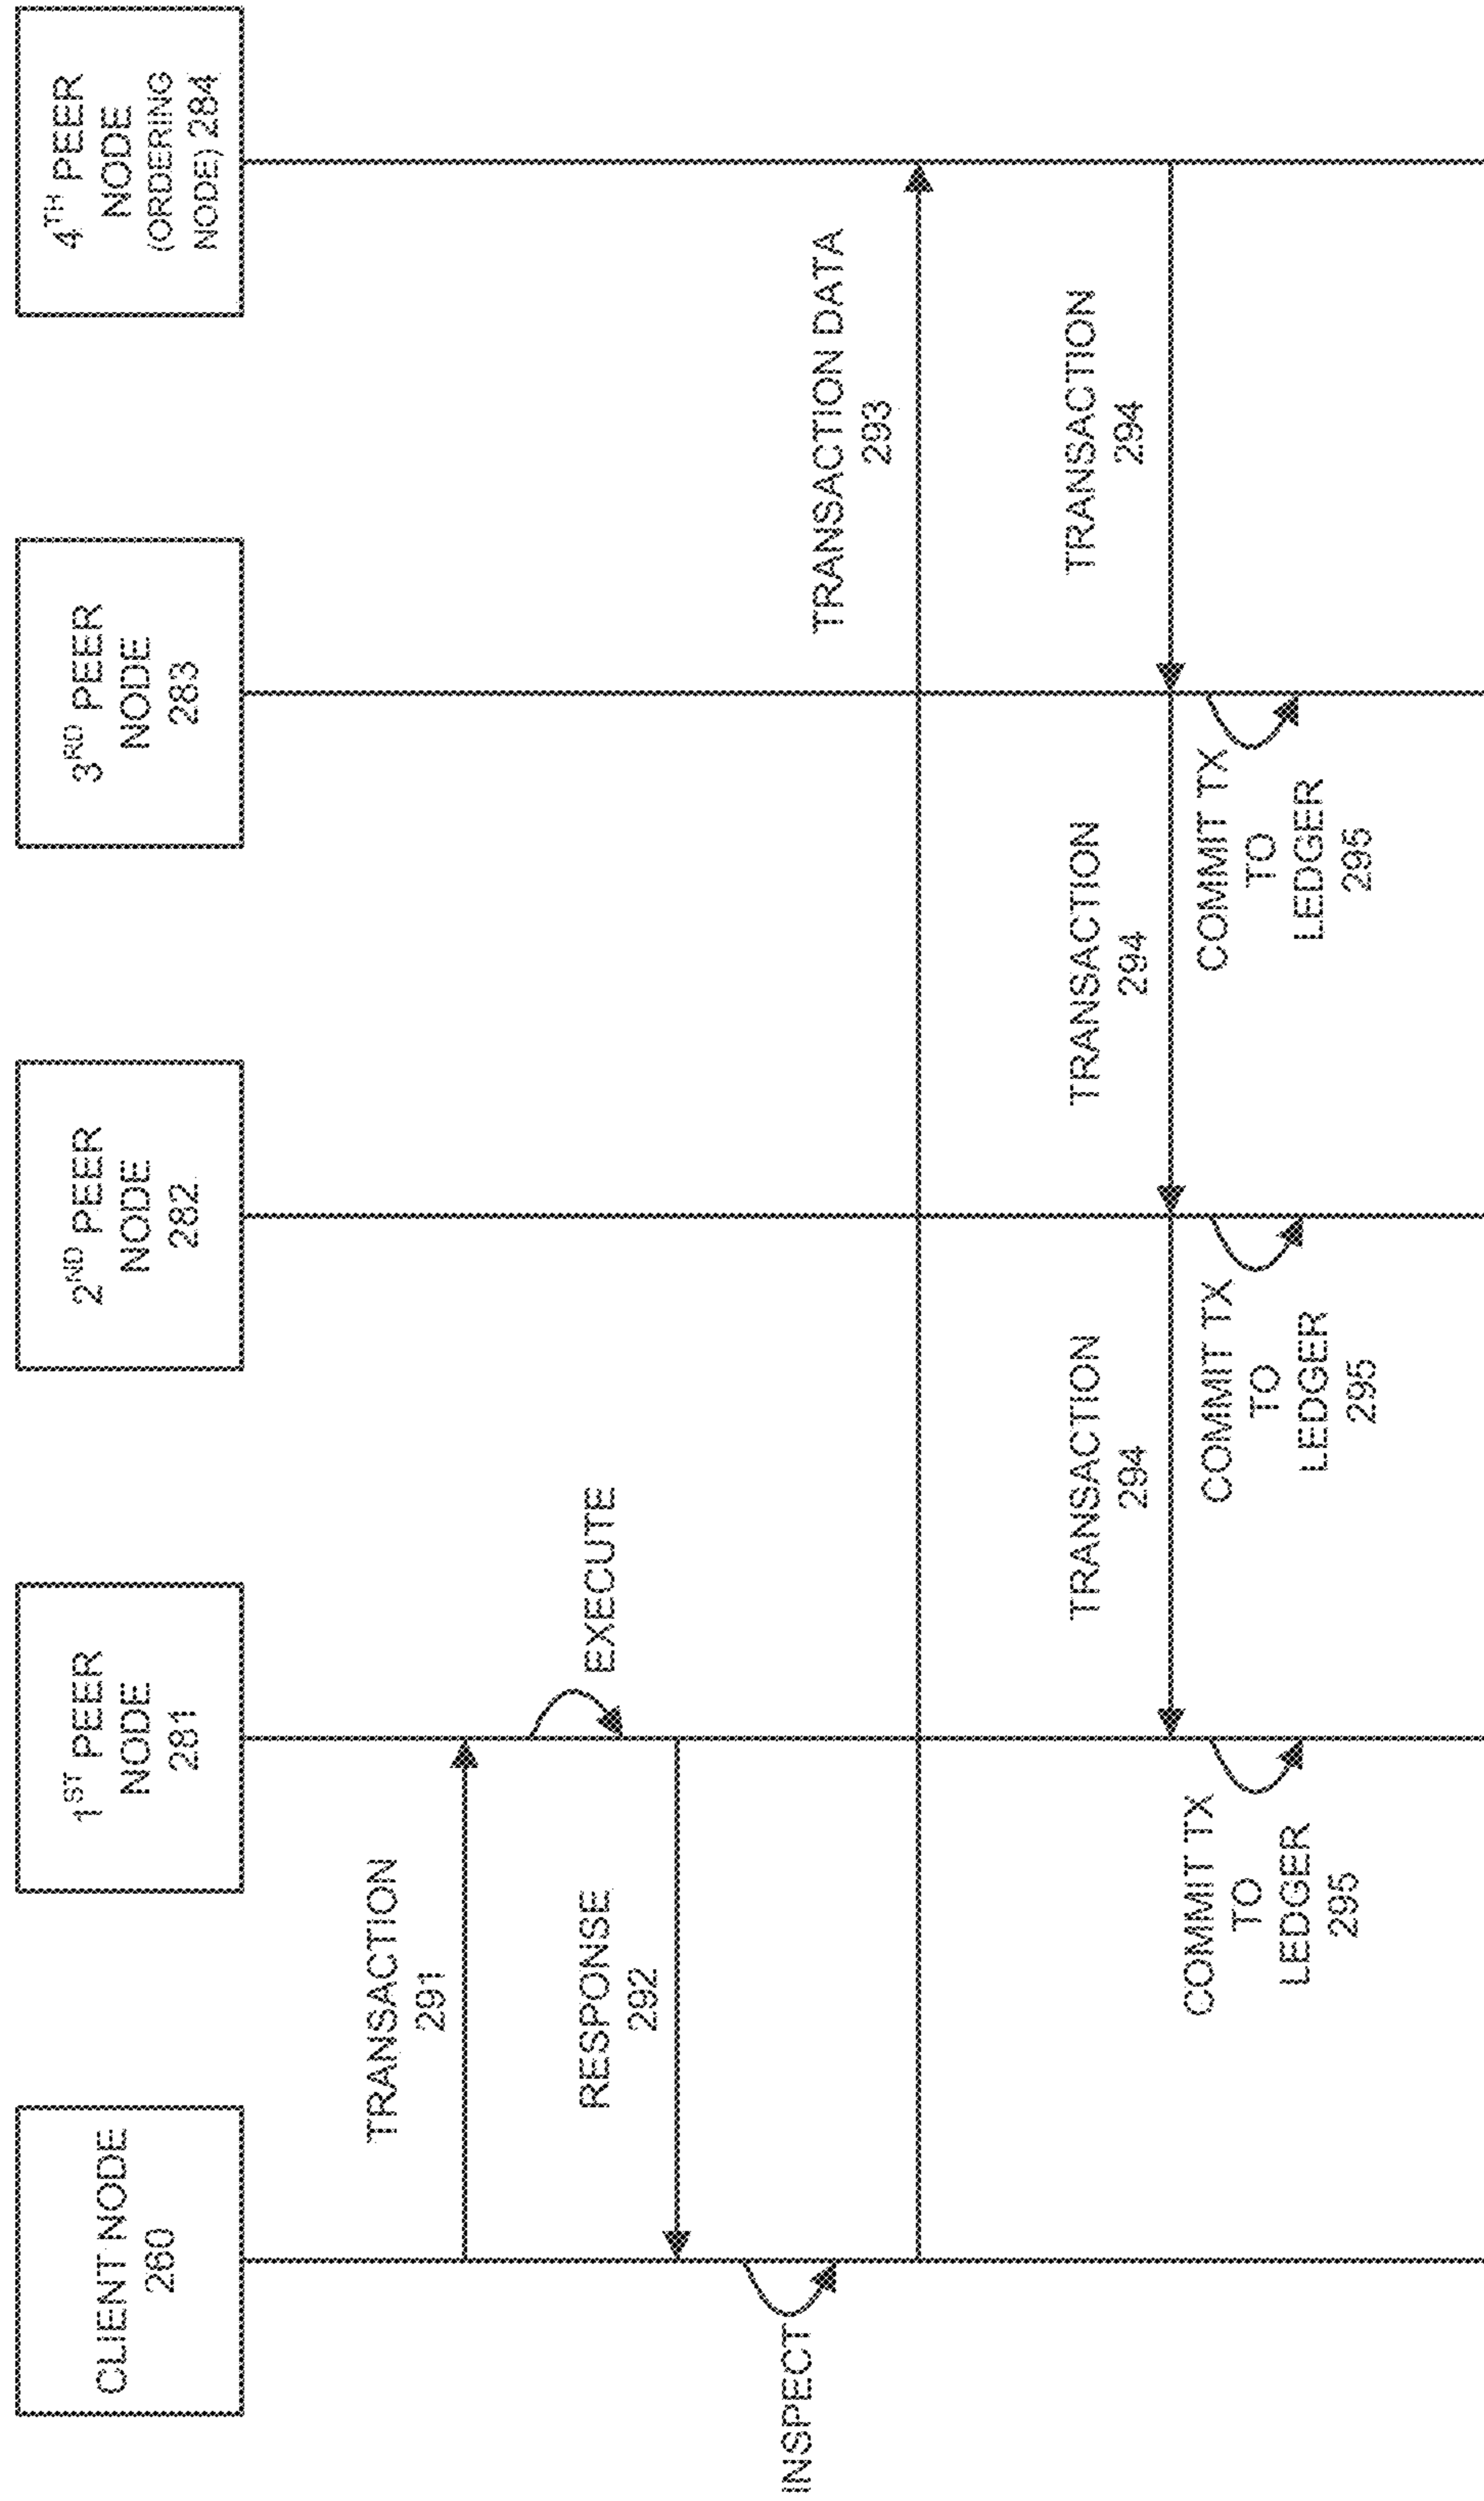 CLIENT NODE
260
1ST PEER
NODE
281
2ND PEER
NODE
282
3RD PEER
NODE
283
4TH PEER
NODE
(ORDERING
NODE) 284
TRANSACTION
291
EXECUTE
RESPONSE
292
INSPECT
TRANSACTION DATA
293
TRANSACTION
294
TRANSACTION
294
TRANSACTION
294
COMMIT TX
TO
LEDGER
295
COMMIT TX
TO
LEDGER
295
COMMIT TX
TO
LEDGER
295